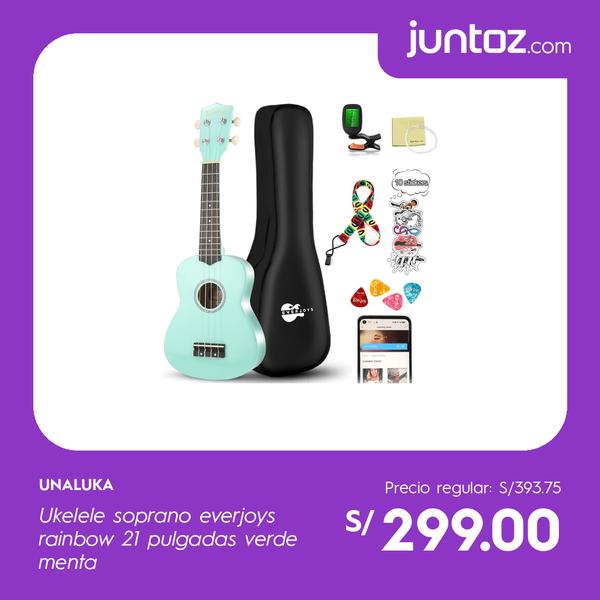 juntoz.com
10 stickers
EVERJOYS
UNALUKA
Ukelele soprano everjoys
rainbow 21 pulgadas verde
menta
Precio regular: S/393.75
S/ 299.00